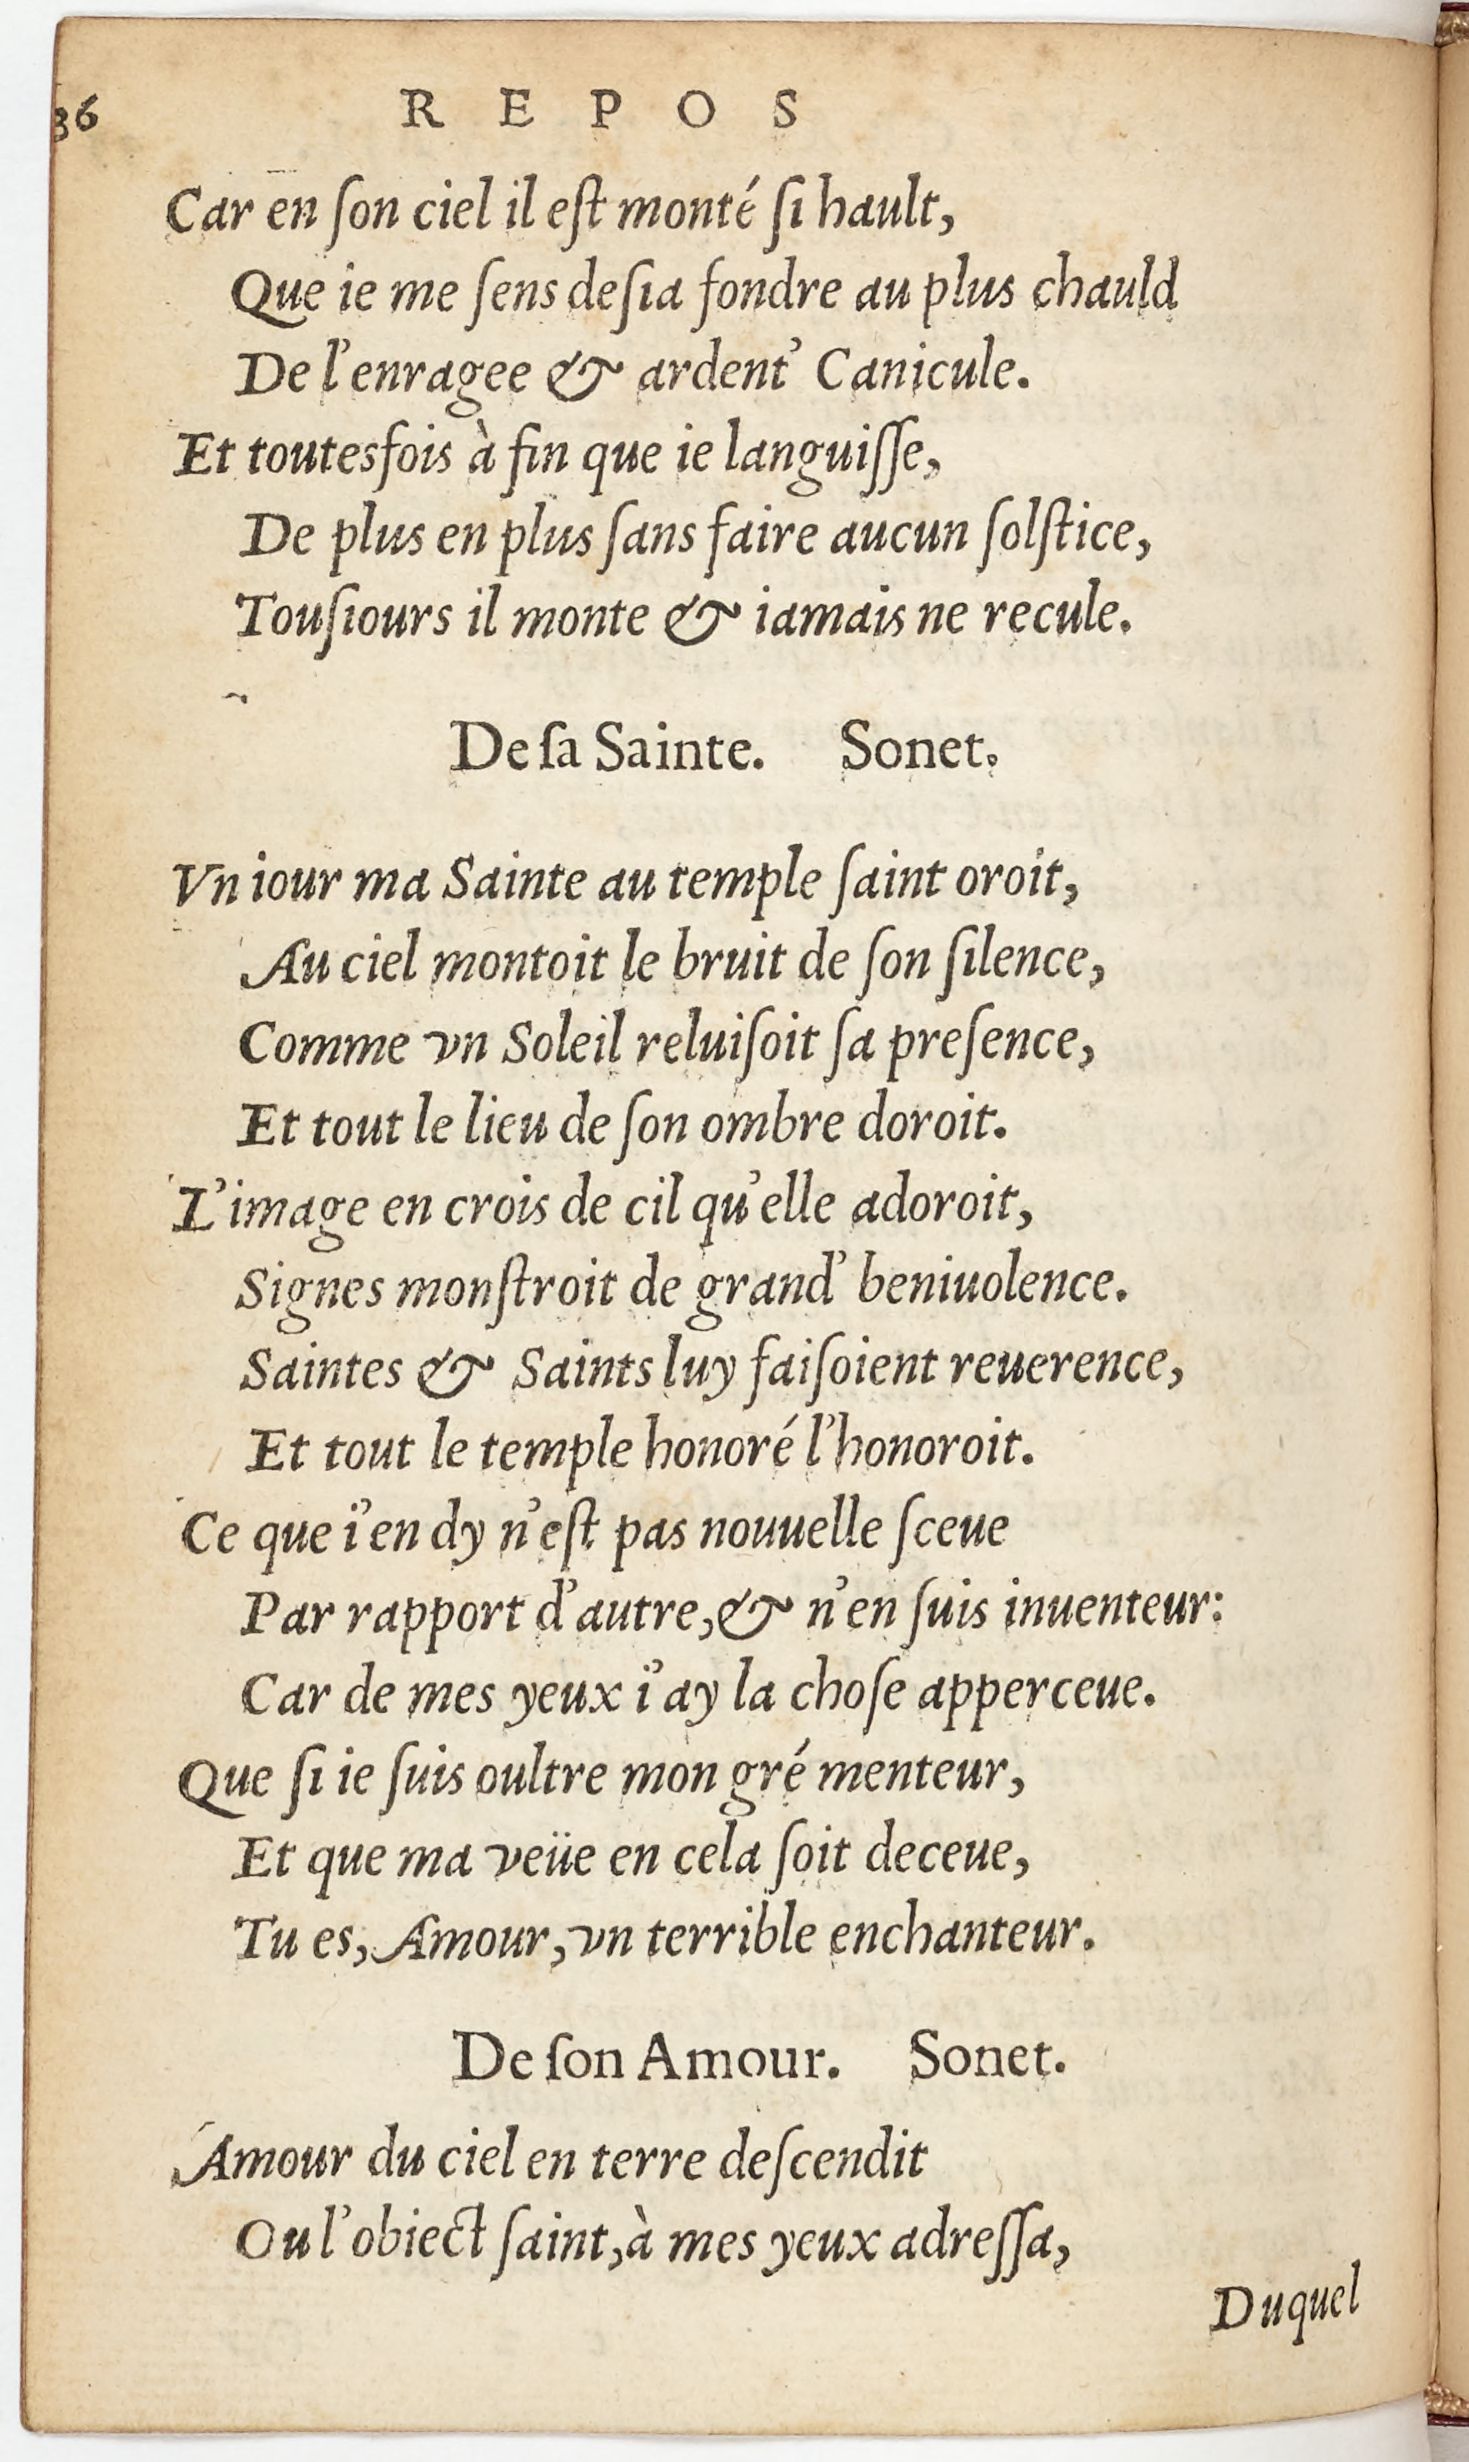 36 REPOS
Car en ſon ciel il eſt monté ſi hault,
Que ie me ſens deſia fondre au plus chauld
De l'enragee & ardent' Canicule.
Et toutesfois à fin que ie languiſſe,
De plus en plus ſans faire aucun ſolſtice,
Touſiours il monte & iamais ne recule.
De ſa Sainte. Sonet.
Vn iour ma Sainte au temple ſaint oroit,
Au ciel montoit le bruit de ſon ſilence,
Comme vn Soleil reluiſoit ſa preſence,
Et tout le lieu de ſon ombre doroit.
L'image en crois de cil qu'elle adoroit,
Signes monſtroit de grand' beniuolence.
Saintes & Saints luy faiſoient reuerence,
Et tout le temple honoré l'honoroit.
Ce que i'en dy n'eſt pas nouuelle ſceue
Par rapport d'autre, & n'en ſuis inuenteur:
Car de mes yeux i'ay la choſe apperceue.
Que ſi ie ſuis oultre mon gré menteur,
Et que ma veüe en cela ſoit deceue,
Tu es, Amour, vn terrible enchanteur.
De ſon Amour. Sonet.
Amour du ciel en terre deſcendit
Ou l'obiect ſaint, à mes yeux adreſſa,
Duquel